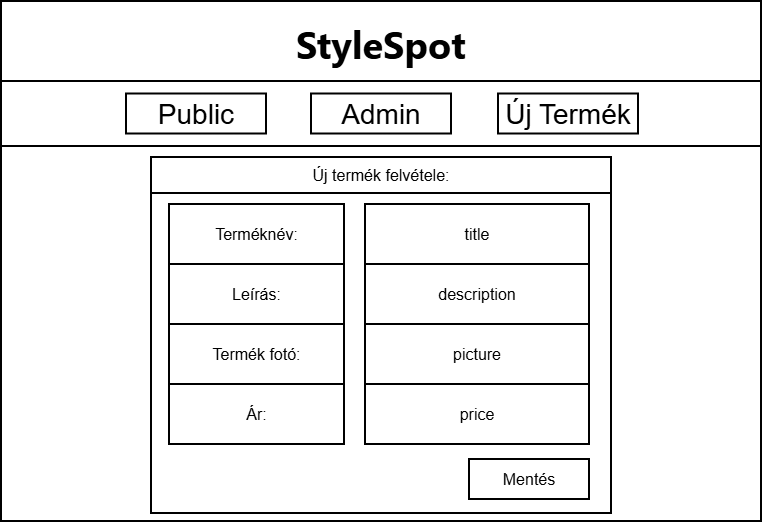 StyleSpot
Public Admin Új Termék
Új termék felvétele:
Terméknév: title
Leírás: description
Termék fotó: picture
Ár: price
Mentés